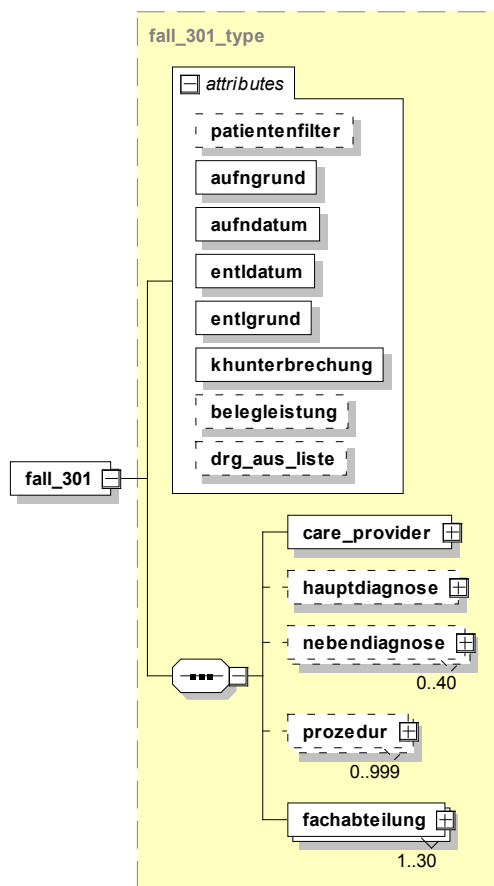 fall_301_type
attributes
patientenfilter
aufngrund
aufndatum
entldatum
entlgrund
khunterbrechung
belegleistung
drg_aus_liste
fall_301
care_provider
hauptdiagnose
nebendiagnose
0..40
prozedur
0..999
fachabteilung
1..30